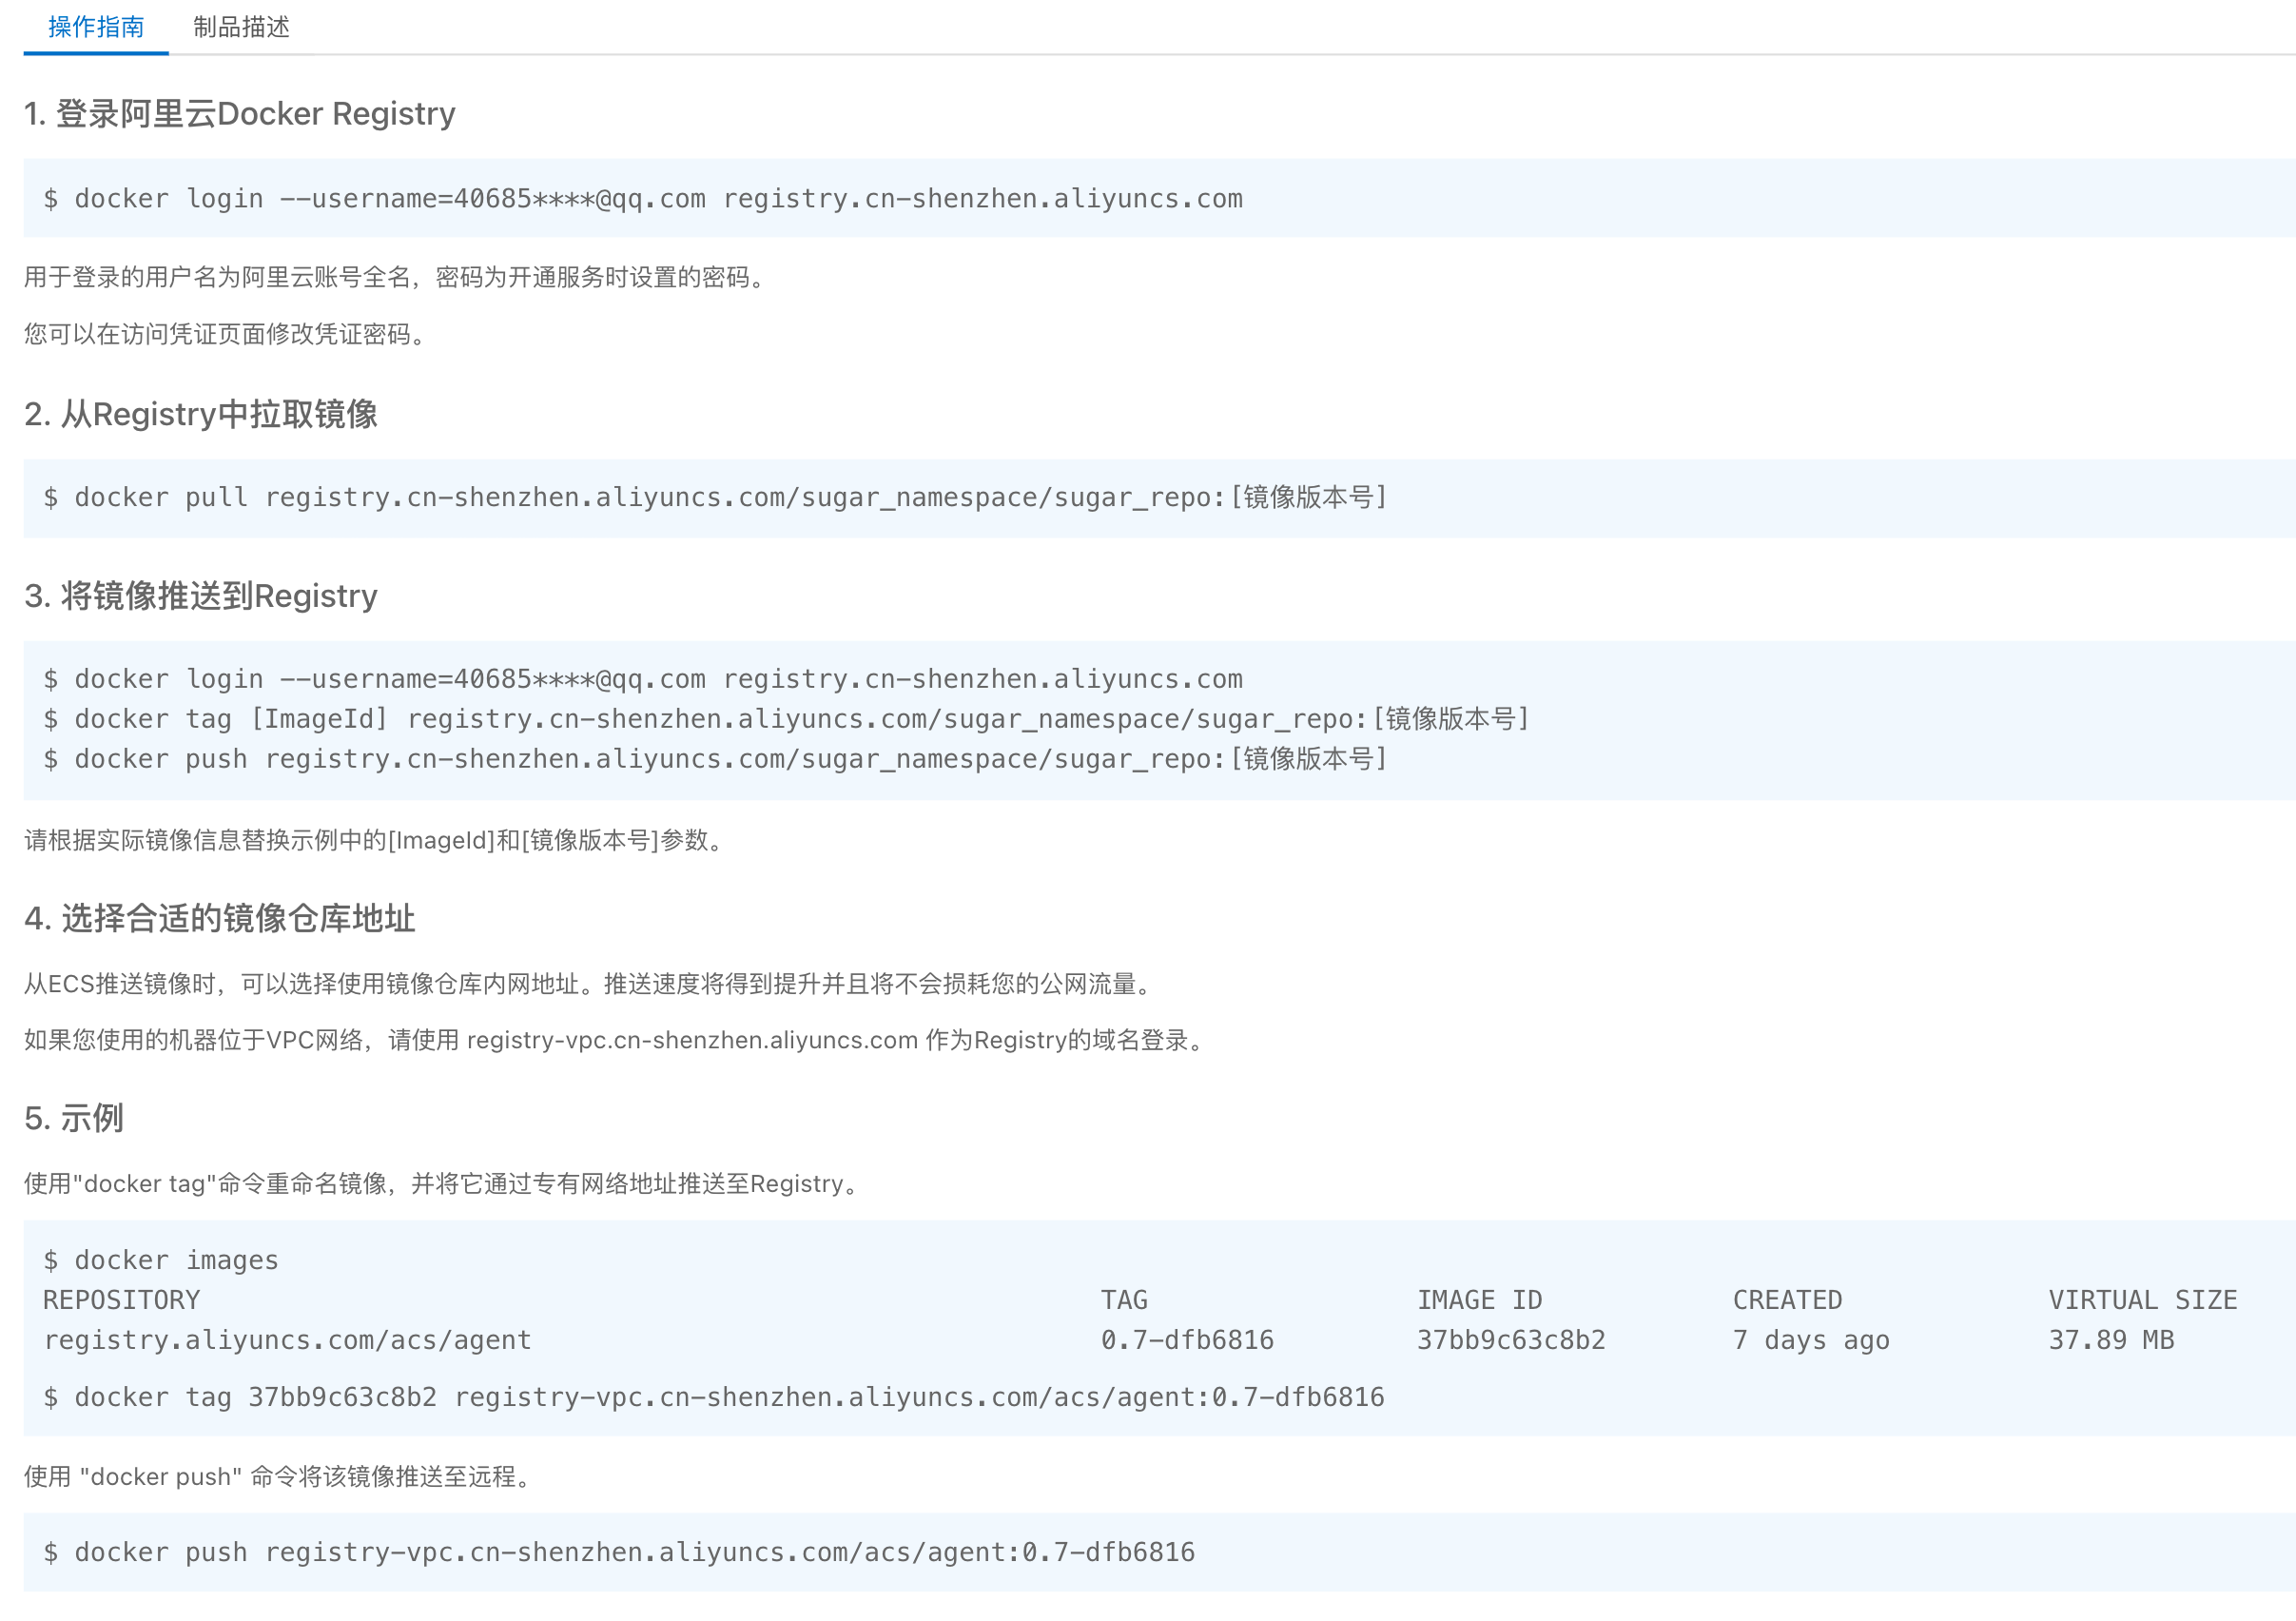 操作指南 制品描述
1. 登录阿里云Docker Registry
$ docker login --username=40685****@qq.com registry.cn-shenzhen.aliyuncs.com
用于登录的用户名为阿里云账号全名，密码为开通服务时设置的密码。
您可以在访问凭证页面修改凭证密码。
2. 从Registry中拉取镜像
$ docker pull registry.cn-shenzhen.aliyuncs.com/sugar_namespace/sugar_repo:[镜像版本号]
3. 将镜像推送到Registry
$ docker login --username=40685****@qq.com registry.cn-shenzhen.aliyuncs.com
$ docker tag [ImageId] registry.cn-shenzhen.aliyuncs.com/sugar_namespace/sugar_repo:[镜像版本号]
$ docker push registry.cn-shenzhen.aliyuncs.com/sugar_namespace/sugar_repo:[镜像版本号]
请根据实际镜像信息替换示例中的[ImageId]和[镜像版本号]参数。
4. 选择合适的镜像仓库地址
从ECS推送镜像时，可以选择使用镜像仓库内网地址。推送速度将得到提升并且将不会损耗您的公网流量。
如果您使用的机器位于VPC网络，请使用 registry-vpc.cn-shenzhen.aliyuncs.com 作为Registry的域名登录。
5. 示例
使用"docker tag"命令重命名镜像，并将它通过专有网络地址推送至Registry。
$ docker images
REPOSITORY TAG IMAGE ID CREATED VIRTUAL SIZE
registry.aliyuncs.com/acs/agent 0.7-dfb6816 37bb9c63c8b2 7 days ago 37.89 MB
$ docker tag 37bb9c63c8b2 registry-vpc.cn-shenzhen.aliyuncs.com/acs/agent:0.7-dfb6816
使用 "docker push" 命令将该镜像推送至远程。
$ docker push registry-vpc.cn-shenzhen.aliyuncs.com/acs/agent:0.7-dfb6816